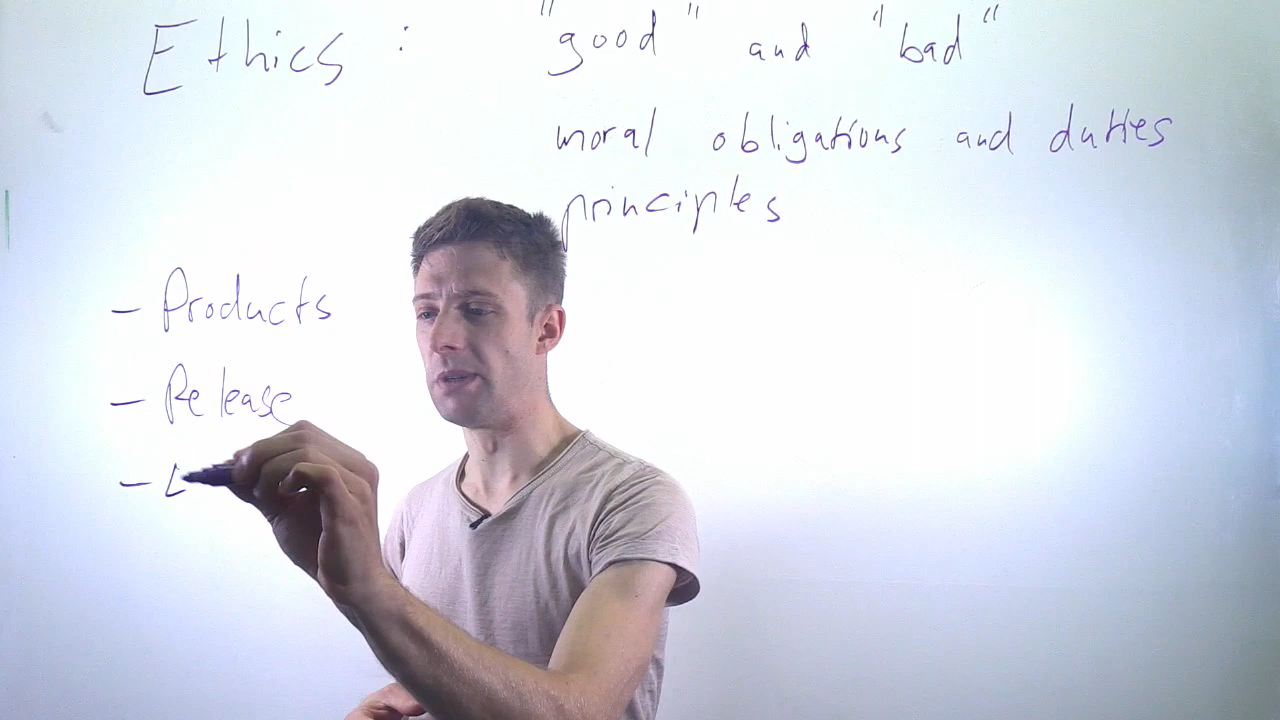 Ethics : "good" and "bad"
moral obligations and duties
principles
- Products
- Release
-